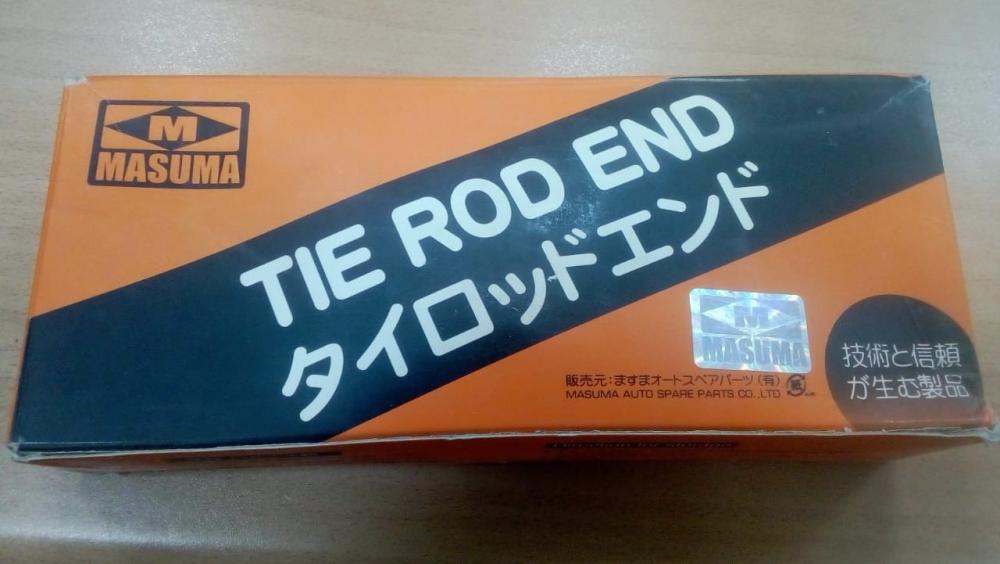 M
MASUMA
TIE ROD END
タイロッドエンド
M
MASUMA
販売元:ますまオートスペアパーツ(有)
MASUMA AUTO SPARE PARTS CO.,LTD
技術と信頼
が生む製品